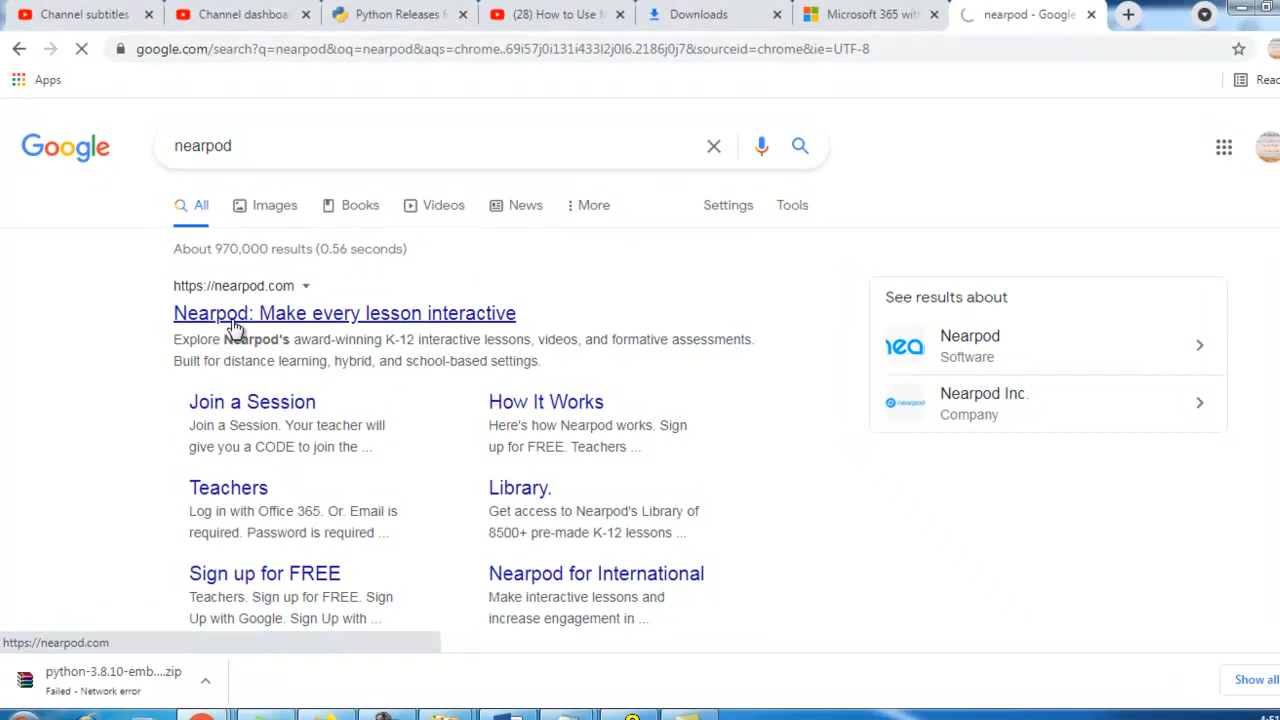 Channel subtitles
Channel dashboa
Python Releases f
(28) How to Use M
Downloads
Microsoft 365 with
nearpod - Google
google.com/search?q=nearpod&oq=nearpod&aqs=chrome..69i57j0i131i433l2j0l6.2186j0j7&sourceid=chrome&ie=UTF-8
Apps
Read
Google
nearpod
All
Images
Books
Videos
News
More
Settings
Tools
About 970,000 results (0.56 seconds)
https://nearpod.com
Nearpod: Make every lesson interactive
Explore Nearpod's award-winning K-12 interactive lessons, videos, and formative assessments.
Built for distance learning, hybrid, and school-based settings.
Join a Session
Join a Session. Your teacher will
give you a CODE to join the ...
How It Works
Here's how Nearpod works. Sign
up for FREE. Teachers ...
Teachers
Log in with Office 365. Or. Email is
required. Password is required ...
Library.
Get access to Nearpod's Library of
8500+ pre-made K-12 lessons ...
Sign up for FREE
Teachers. Sign up for FREE. Sign
Up with Google. Sign Up with ...
Nearpod for International
Make interactive lessons and
increase engagement in ...
See results about
nea
Nearpod
Software
nearpod
Nearpod Inc.
Company
https://nearpod.com
python-3.8.10-emb....zip
Failed - Network error
Show all